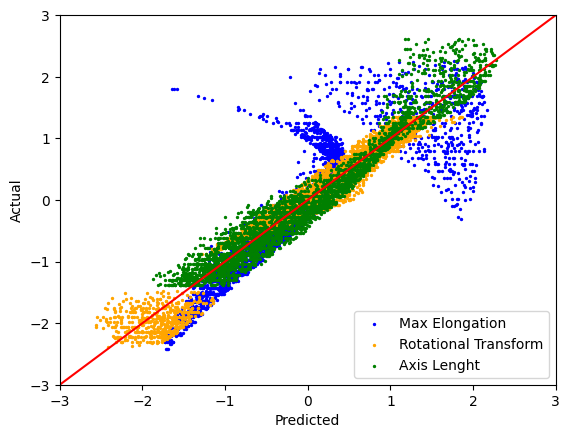 3
2
1
0
−1
−2
−3
Actual
Max Elongation
Rotational Transform
Axis Lenght
−3 −2 −1 0 1 2 3
Predicted